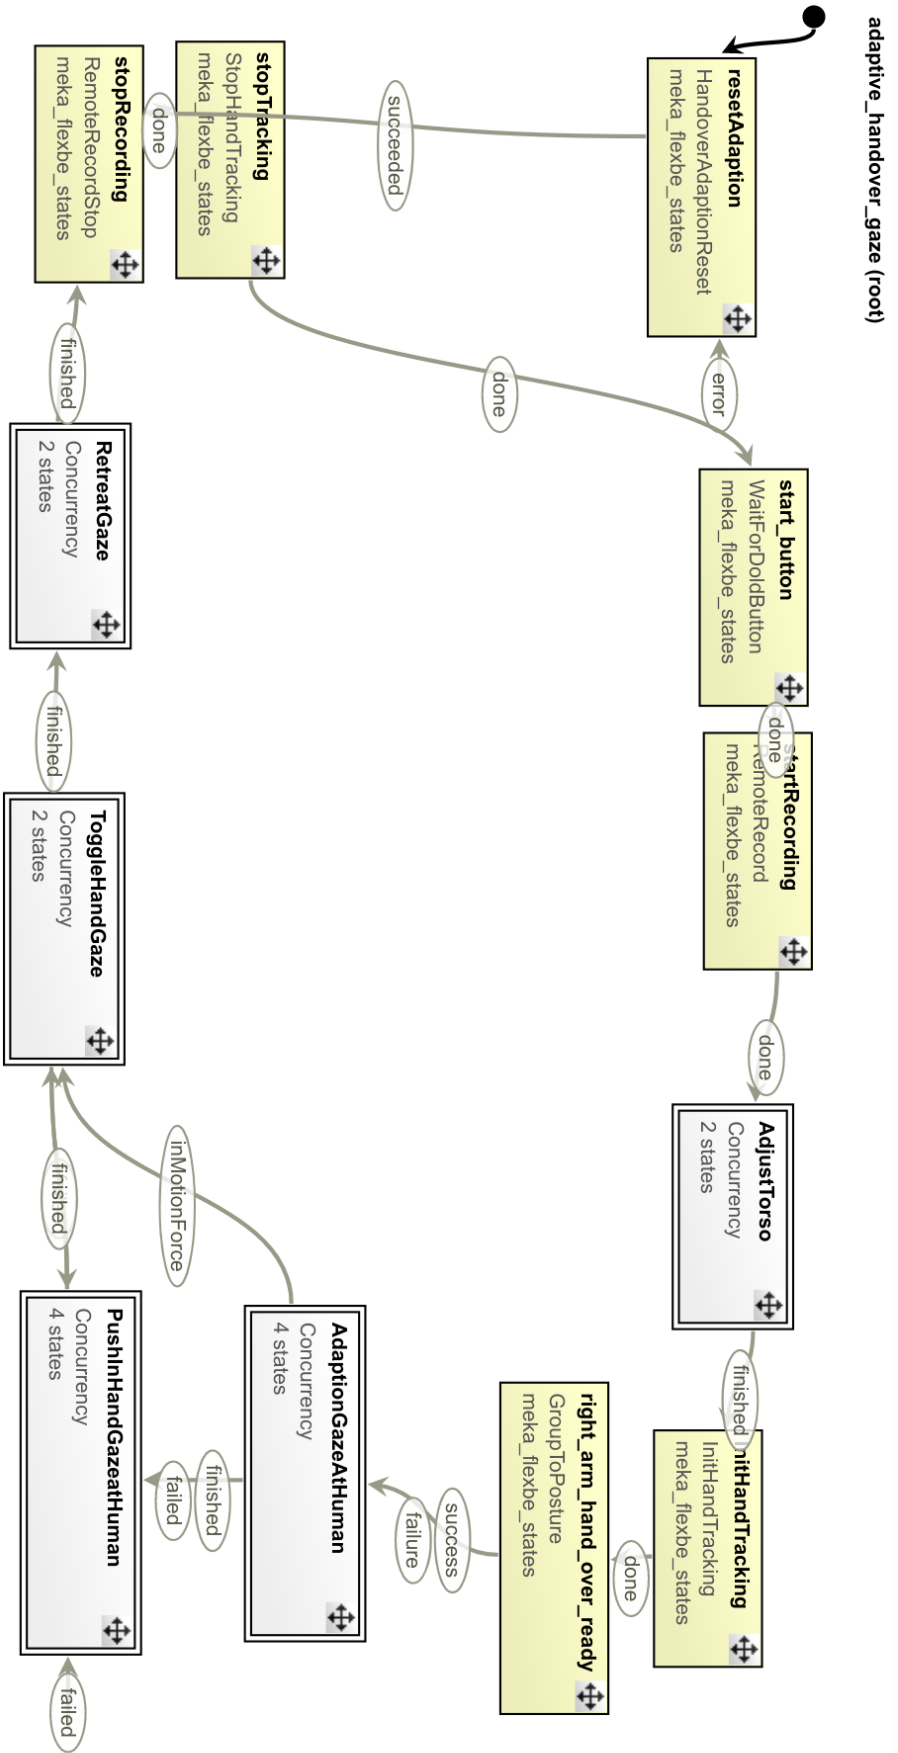 adaptive_handover_gaze (root)
resetAdaption
HandoverAdaptionReset
meka_flexbe_states
error
start_button
WaitForDoldButton
meka_flexbe_states
done
startRecording
RemoteRecord
meka_flexbe_states
done
AdjustTorso
Concurrency
2 states
finished
InitHandTracking
InitHandTracking
meka_flexbe_states
done
right_arm_hand_over_ready
GroupToPosture
meka_flexbe_states
success
failure
succeeded
done
stopTracking
StopHandTracking
meka_flexbe_states
done
AdaptionGazeAtHuman
Concurrency
4 states
inMotionForce
finished
failed
stopRecording
RemoteRecordStop
meka_flexbe_states
finished
RetreatGaze
Concurrency
2 states
finished
ToggleHandGaze
Concurrency
2 states
finished
PushInHandGazeatHuman
Concurrency
4 states
failed